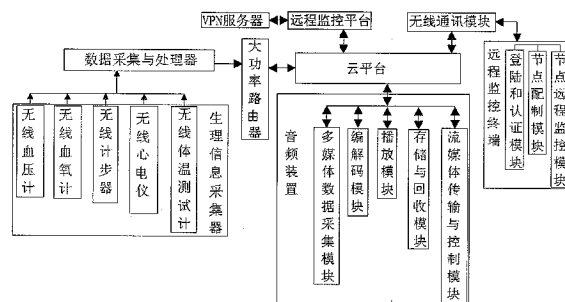 VPN服务器
远程监控平台
无线通讯模块
数据采集与处理器
大功率路由器
云平台
远程监控终端
登陆和认证模块
节点配制模块
节点远程监控模块
无线血压计
无线血氧计
无线计步器
无线心电仪
无线体温测试计
生理信息采集器
音频装置
多媒体数据采集模块
编解码模块
播放模块
存储与回收模块
流媒体传输与控制模块